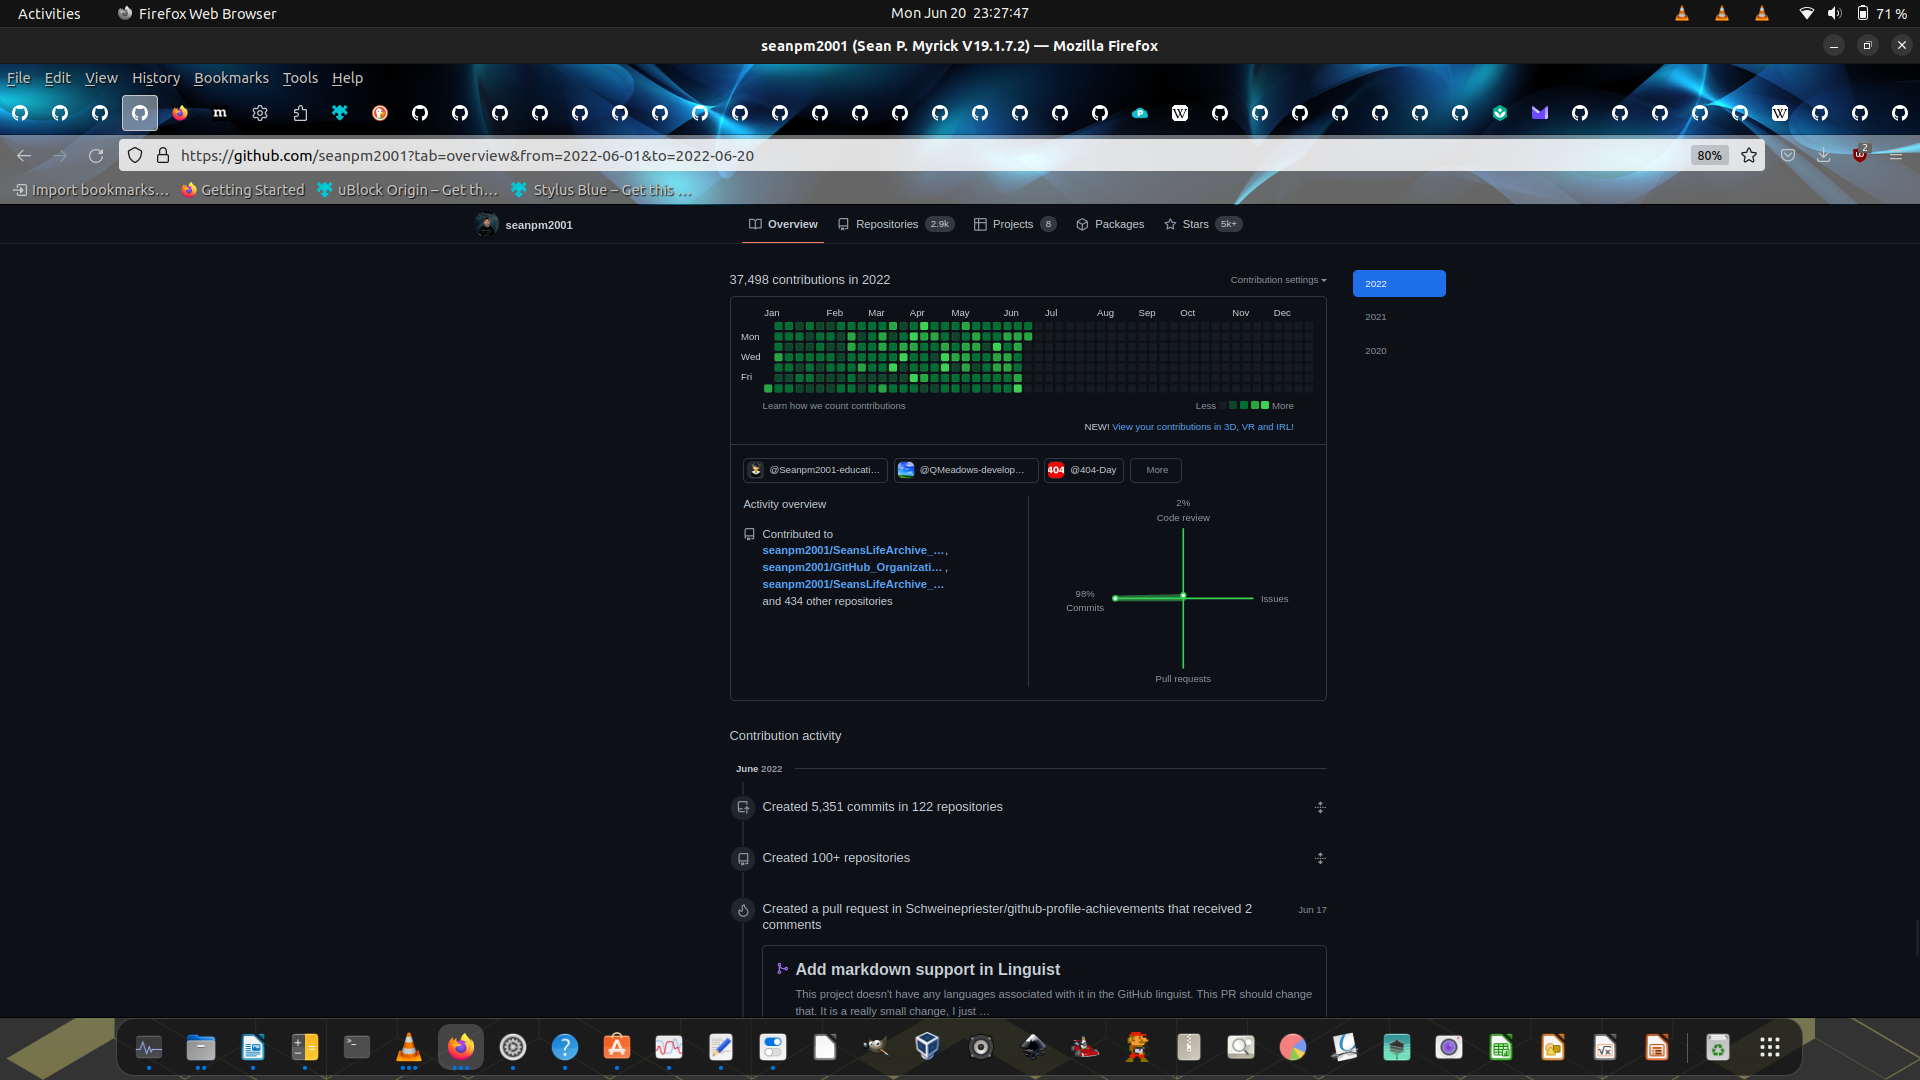 Activities
Firefox Web Browser
Mon Jun 20 23:27:47
71 %
seanpm2001 (Sean P. Myrick V19.1.7.2) — Mozilla Firefox
File Edit View History Bookmarks Tools Help
https://github.com/seanpm2001?tab=overview&from=2022-06-01&to=2022-06-20
80%
2
Import bookmarks…
Getting Started
uBlock Origin – Get th…
Stylus Blue – Get this …
seanpm2001
Overview
Repositories 2.9k
Projects 8
Packages
Stars 5k+
37,498 contributions in 2022
Contribution settings
2022
2021
2020
Jan Feb Mar Apr May Jun Jul Aug Sep Oct Nov Dec
Mon
Wed
Fri
Learn how we count contributions
Less More
NEW! View your contributions in 3D, VR and IRL!
@Seanpm2001-educati…
@QMeadows-develop…
404 @404-Day
More
Activity overview
Contributed to
seanpm2001/SeansLifeArchive_…,
seanpm2001/GitHub_Organizati… ,
seanpm2001/SeansLifeArchive_…
and 434 other repositories
2%
Code review
98%
Commits
Issues
Pull requests
Contribution activity
June 2022
Created 5,351 commits in 122 repositories
Created 100+ repositories
Created a pull request in Schweinepriester/github-profile-achievements that received 2
comments
Jun 17
Add markdown support in Linguist
This project doesn't have any languages associated with it in the GitHub linguist. This PR should change
that. It is a really small change, I just …